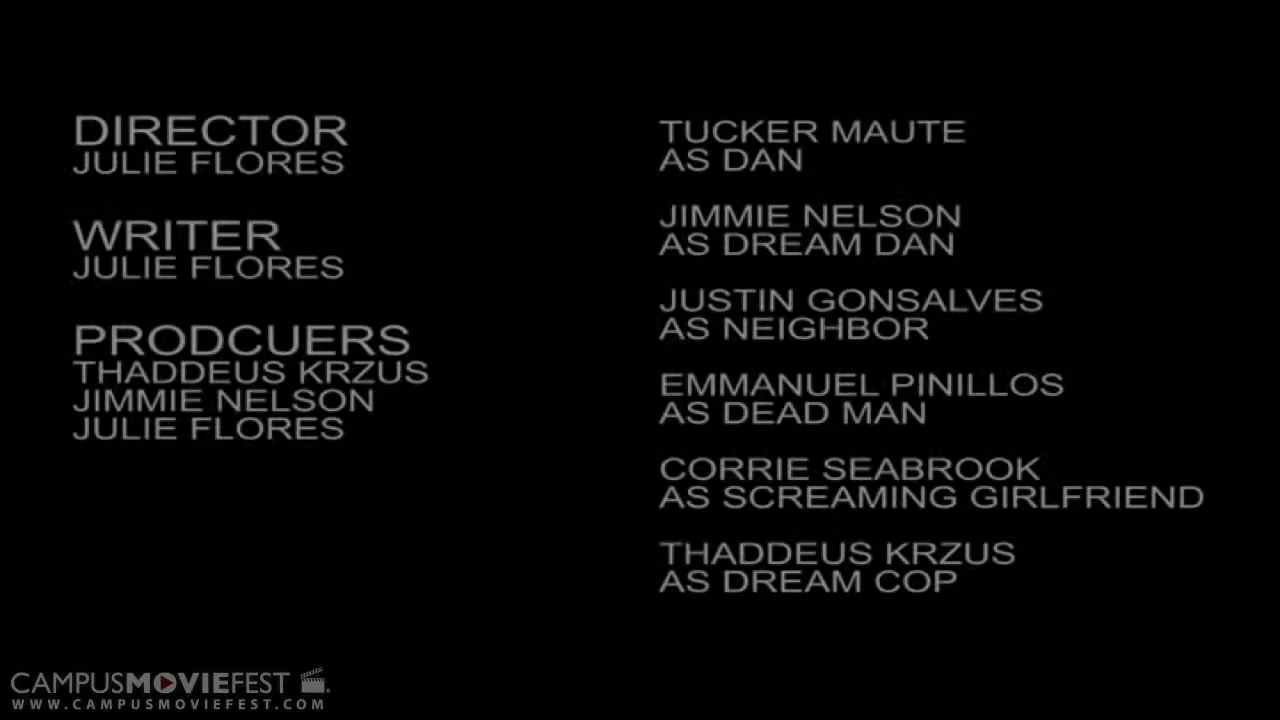 DIRECTOR
JULIE FLORES
WRITER
JULIE FLORES
PRODCUERS
THADDEUS KRZUS
JIMMIE NELSON
JULIE FLORES
TUCKER MAUTE
AS DAN
JIMMIE NELSON
AS DREAM DAN
JUSTIN GONSALVES
AS NEIGHBOR
EMMANUEL PINILLOS
AS DEAD MAN
CORRIE SEABROOK
AS SCREAMING GIRLFRIEND
THADDEUS KRZUS
AS DREAM COP
CAMPUSMOVIEFEST
WWW.CAMPUSMOVIEFEST.COM